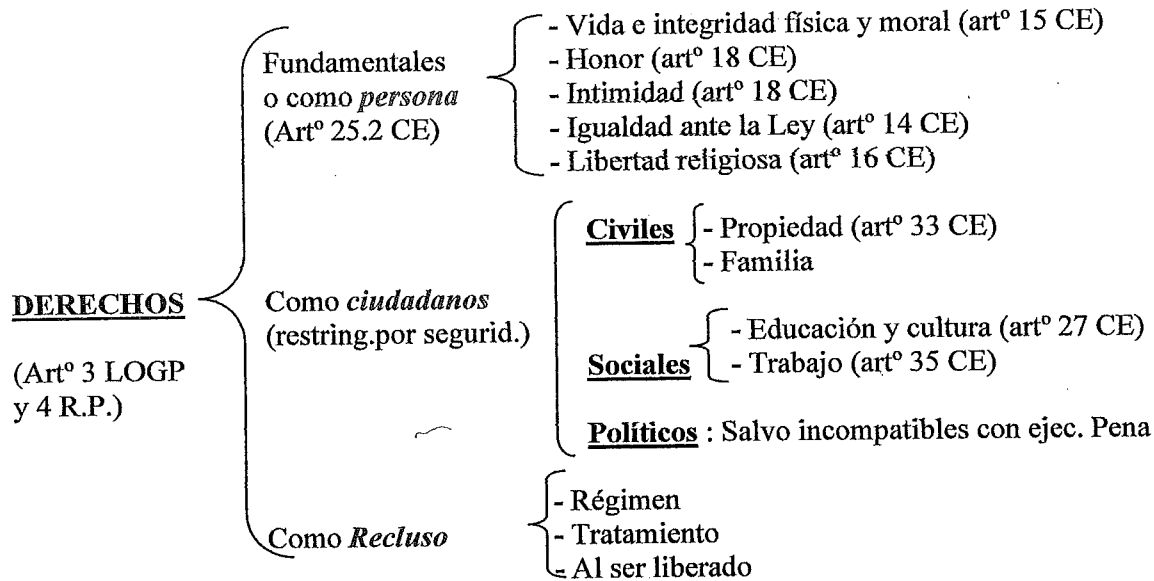 Fundamentales
o como persona
(Artº 25.2 CE)
- Vida e integridad física y moral (artº 15 CE)
- Honor (artº 18 CE)
- Intimidad (artº 18 CE)
- Igualdad ante la Ley (artº 14 CE)
- Libertad religiosa (artº 16 CE)
DERECHOS
(Artº 3 LOGP
y 4 R.P.)
Como ciudadanos
(restring.por segurid.)
Civiles
- Propiedad (artº 33 CE)
- Familia
Sociales
- Educación y cultura (artº 27 CE)
- Trabajo (artº 35 CE)
Políticos : Salvo incompatibles con ejec. Pena
Como Recluso
- Régimen
- Tratamiento
- Al ser liberado